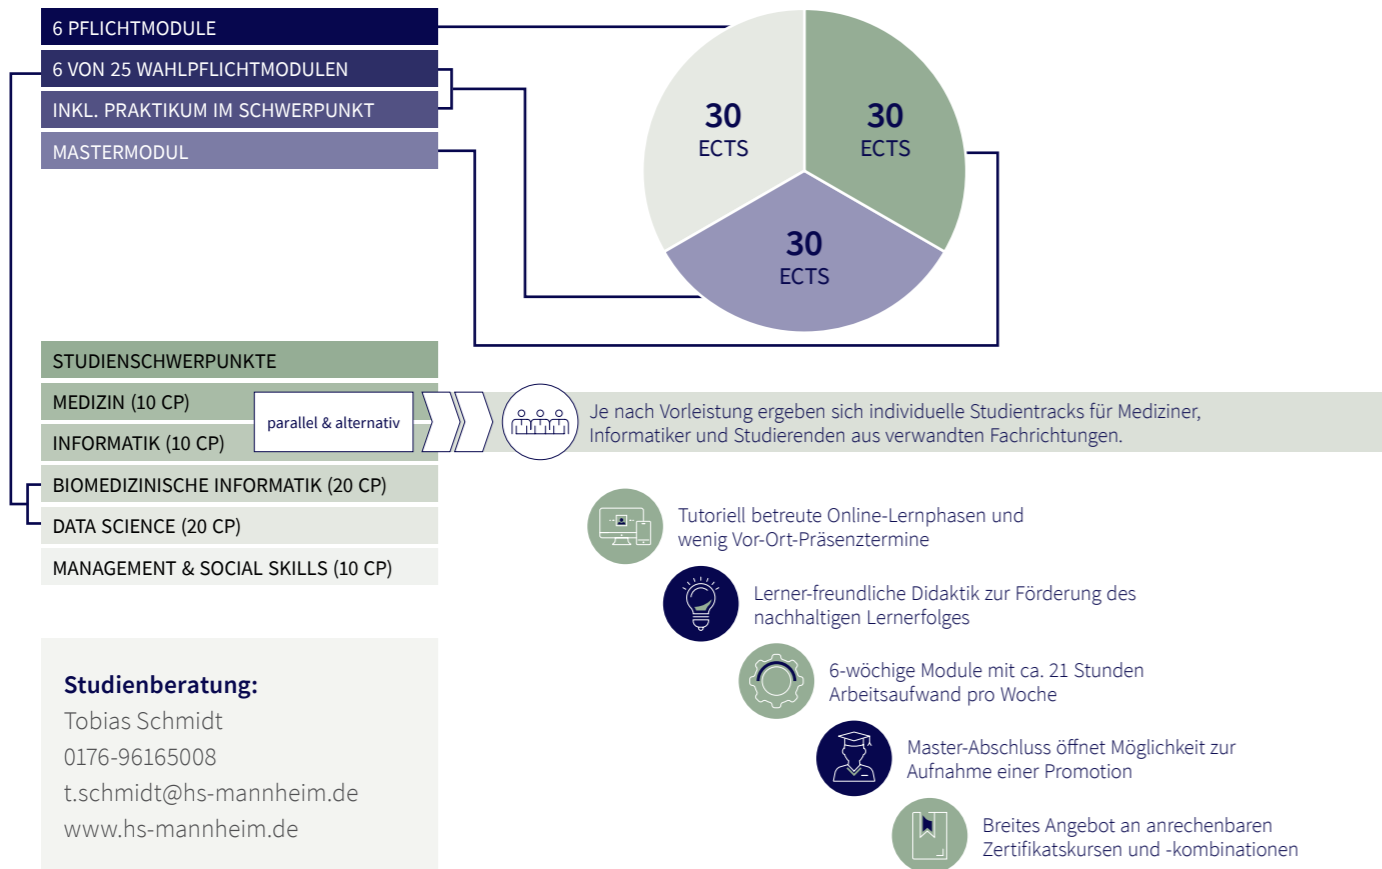 6 PFLICHTMODULE
6 VON 25 WAHLPFLICHTMODULEN
INKL. PRAKTIKUM IM SCHWERPUNKT
MASTERMODUL
30
ECTS
30
ECTS
30
ECTS
STUDIENSCHWERPUNKTE
MEDIZIN (10 CP)
INFORMATIK (10 CP)
parallel & alternativ
Je nach Vorleistung ergeben sich individuelle Studientracks für Mediziner,
Informatiker und Studierenden aus verwandten Fachrichtungen.
BIOMEDIZINISCHE INFORMATIK (20 CP)
DATA SCIENCE (20 CP)
MANAGEMENT & SOCIAL SKILLS (10 CP)
Tutoriell betreute Online-Lernphasen und
wenig Vor-Ort-Präsenztermine
Lerner-freundliche Didaktik zur Förderung des
nachhaltigen Lernerfolges
6-wöchige Module mit ca. 21 Stunden
Arbeitsaufwand pro Woche
Master-Abschluss öffnet Möglichkeit zur
Aufnahme einer Promotion
Breites Angebot an anrechenbaren
Zertifikatskursen und -kombinationen
Studienberatung:
Tobias Schmidt
0176-96165008
t.schmidt@hs-mannheim.de
www.hs-mannheim.de